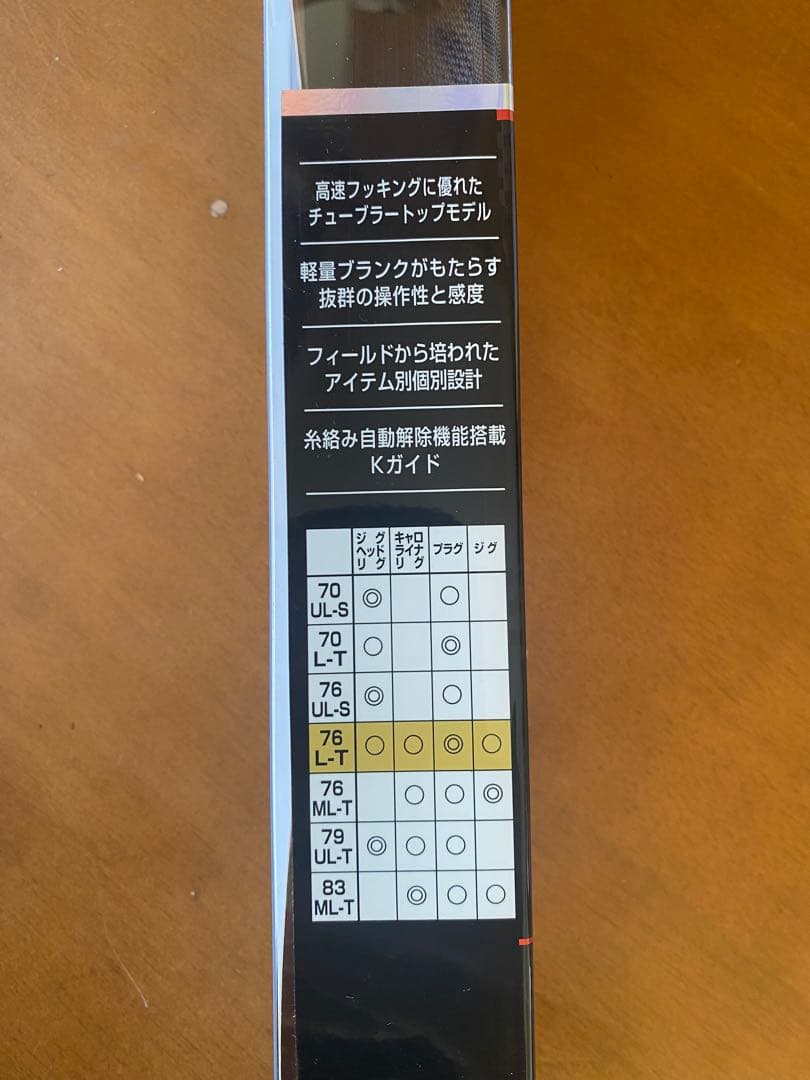 高速フッキングに優れた
チューブラートップモデル
軽量ブランクがもたらす
抜群の操作性と感度
フィールドから培われた
アイテム別個別設計
糸絡み自動解除機能搭載
Kガイド
ジグヘッドリグ キャロライナリグ プラグ ジグ
70 UL-S ◎ ○
70 L-T ○ ◎
76 UL-S ◎ ○
76 L-T ○ ○ ◎ ○
76 ML-T ○ ○ ◎
79 UL-T ◎ ○ ○
83 ML-T ◎ ○ ○